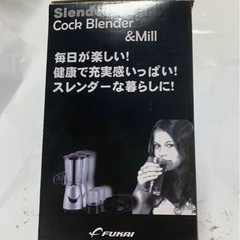 Slender
Cock Blender
&Mill
毎日が楽しい!
健康で充実感いっぱい!
スレンダーな暮らしに!
FUKAI